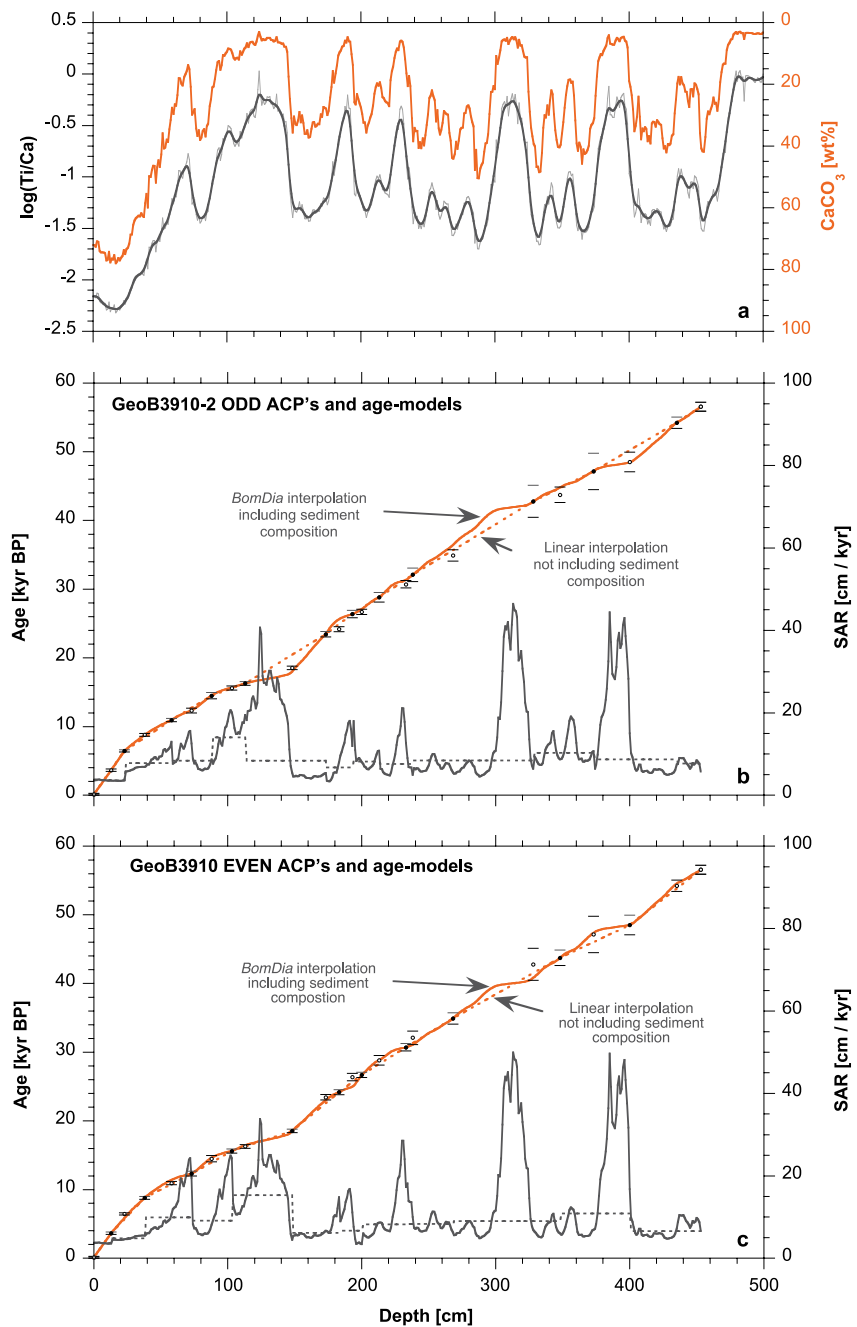 0.5
0
-0.5
-1
-1.5
-2
-2.5
log(Ti/Ca)
0
20
40
60
80
100
CaCO3 [wt%]
a
60
50
40
30
20
10
0
Age [kyr BP]
GeoB3910-2 ODD ACP's and age-models
BomDia interpolation
including sediment
composition
Linear interpolation
not including sediment
composition
100
80
60
40
20
0
SAR [cm / kyr]
b
60
50
40
30
20
10
0
Age [kyr BP]
GeoB3910 EVEN ACP's and age-models
BomDia interpolation
including sediment
compostion
Linear interpolation
not including sediment
composition
100
80
60
40
20
0
SAR [cm / kyr]
c
0 100 200 300 400 500
Depth [cm]